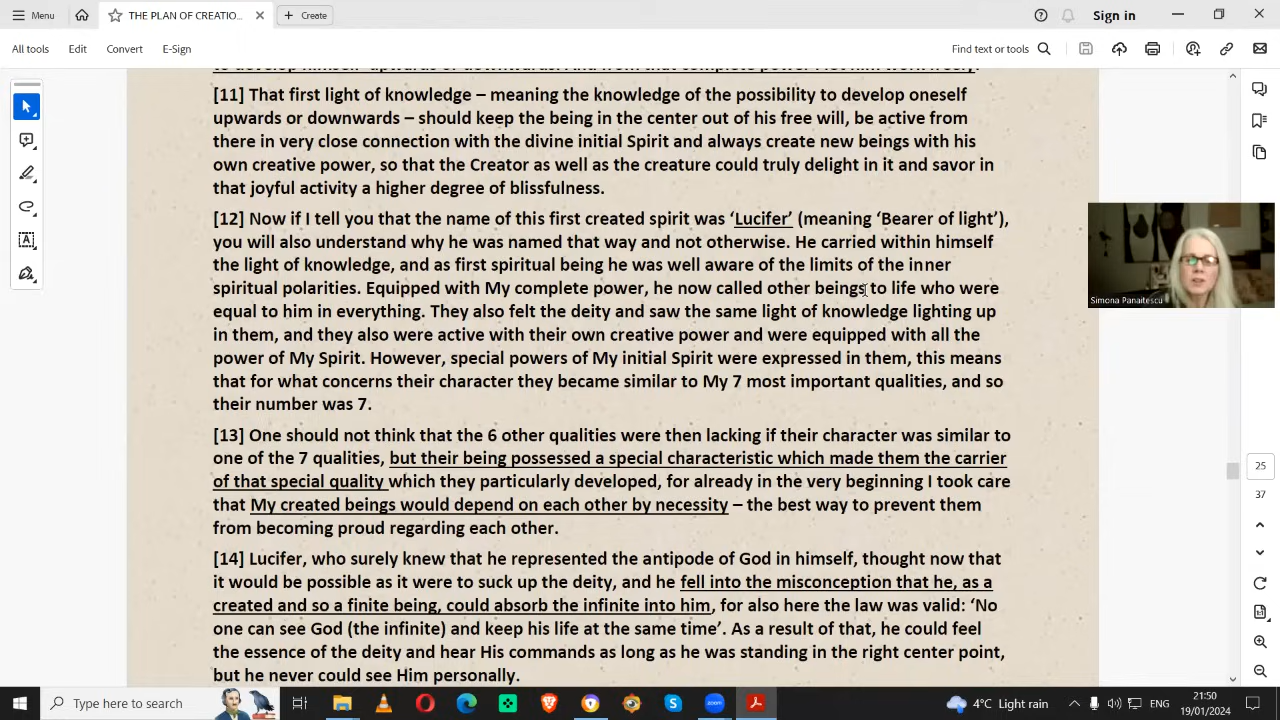 Menu
THE PLAN OF CREATIO...
Create
Sign in
All tools
Edit
Convert
E-Sign
Find text or tools
to develop himself upwards or downwards. And from that complete power I let him work freely.
[11] That first light of knowledge – meaning the knowledge of the possibility to develop oneself
upwards or downwards – should keep the being in the center out of his free will, be active from
there in very close connection with the divine initial Spirit and always create new beings with his
own creative power, so that the Creator as well as the creature could truly delight in it and savor in
that joyful activity a higher degree of blissfulness.
[12] Now if I tell you that the name of this first created spirit was ‘Lucifer’ (meaning ‘Bearer of light’),
you will also understand why he was named that way and not otherwise. He carried within himself
the light of knowledge, and as first spiritual being he was well aware of the limits of the inner
spiritual polarities. Equipped with My complete power, he now called other beings to life who were
equal to him in everything. They also felt the deity and saw the same light of knowledge lighting up
in them, and they also were active with their own creative power and were equipped with all the
power of My Spirit. However, special powers of My initial Spirit were expressed in them, this means
that for what concerns their character they became similar to My 7 most important qualities, and so
their number was 7.
[13] One should not think that the 6 other qualities were then lacking if their character was similar to
one of the 7 qualities, but their being possessed a special characteristic which made them the carrier
of that special quality which they particularly developed, for already in the very beginning I took care
that My created beings would depend on each other by necessity – the best way to prevent them
from becoming proud regarding each other.
[14] Lucifer, who surely knew that he represented the antipode of God in himself, thought now that
it would be possible as it were to suck up the deity, and he fell into the misconception that he, as a
created and so a finite being, could absorb the infinite into him, for also here the law was valid: ‘No
one can see God (the infinite) and keep his life at the same time’. As a result of that, he could feel
the essence of the deity and hear His commands as long as he was standing in the right center point,
but he never could see Him personally.
Simona Panaitescu
25
37
Type here to search
4°C Light rain
ENG
21:50
19/01/2024